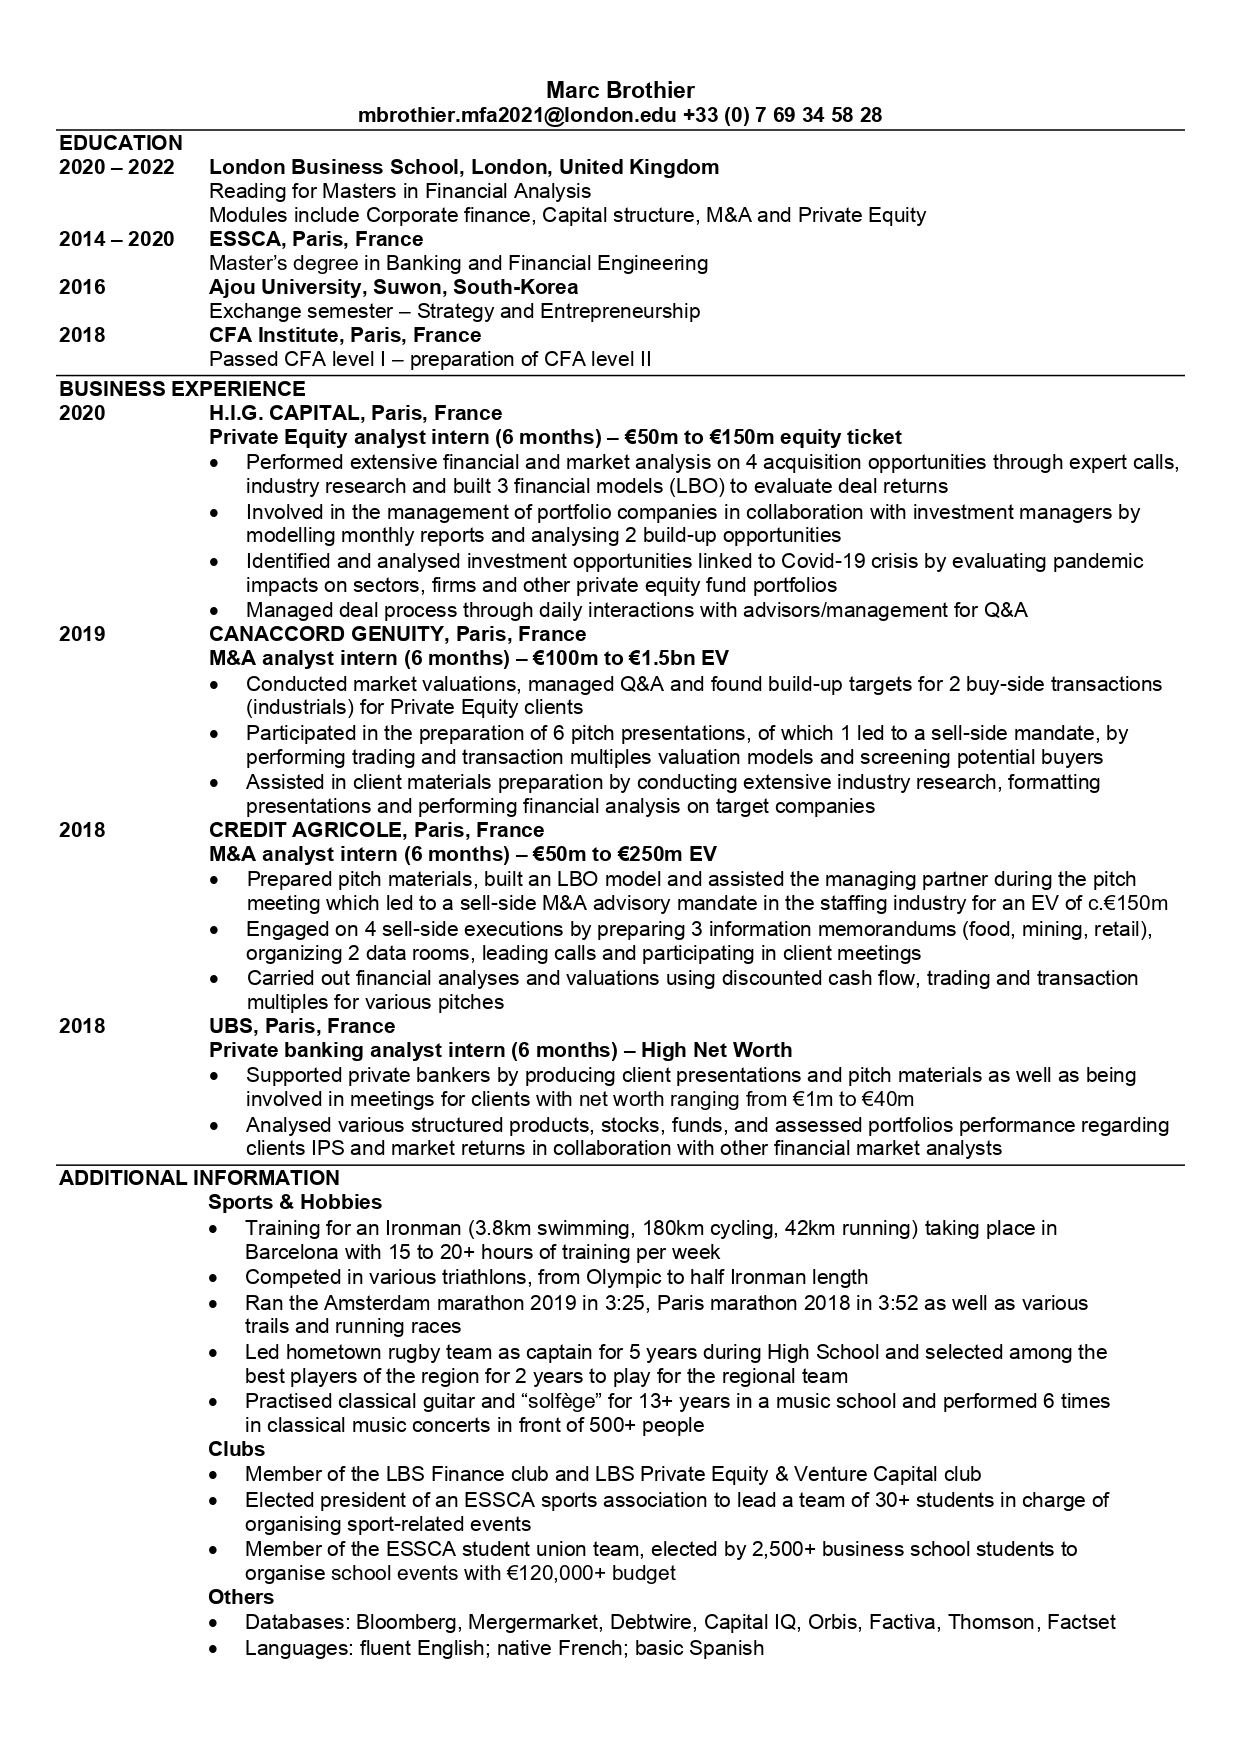 Marc Brothier
mbrothier.mfa2021@london.edu +33 (0) 7 69 34 58 28
EDUCATION
2020 – 2022 London Business School, London, United Kingdom
Reading for Masters in Financial Analysis
Modules include Corporate finance, Capital structure, M&A and Private Equity
2014 – 2020 ESSCA, Paris, France
Master’s degree in Banking and Financial Engineering
2016 Ajou University, Suwon, South-Korea
Exchange semester – Strategy and Entrepreneurship
2018 CFA Institute, Paris, France
Passed CFA level I – preparation of CFA level II
BUSINESS EXPERIENCE
2020 H.I.G. CAPITAL, Paris, France
Private Equity analyst intern (6 months) – €50m to €150m equity ticket
• Performed extensive financial and market analysis on 4 acquisition opportunities through expert calls,
industry research and built 3 financial models (LBO) to evaluate deal returns
• Involved in the management of portfolio companies in collaboration with investment managers by
modelling monthly reports and analysing 2 build-up opportunities
• Identified and analysed investment opportunities linked to Covid-19 crisis by evaluating pandemic
impacts on sectors, firms and other private equity fund portfolios
• Managed deal process through daily interactions with advisors/management for Q&A
2019 CANACCORD GENUITY, Paris, France
M&A analyst intern (6 months) – €100m to €1.5bn EV
• Conducted market valuations, managed Q&A and found build-up targets for 2 buy-side transactions
(industrials) for Private Equity clients
• Participated in the preparation of 6 pitch presentations, of which 1 led to a sell-side mandate, by
performing trading and transaction multiples valuation models and screening potential buyers
• Assisted in client materials preparation by conducting extensive industry research, formatting
presentations and performing financial analysis on target companies
2018 CREDIT AGRICOLE, Paris, France
M&A analyst intern (6 months) – €50m to €250m EV
• Prepared pitch materials, built an LBO model and assisted the managing partner during the pitch
meeting which led to a sell-side M&A advisory mandate in the staffing industry for an EV of c.€150m
• Engaged on 4 sell-side executions by preparing 3 information memorandums (food, mining, retail),
organizing 2 data rooms, leading calls and participating in client meetings
• Carried out financial analyses and valuations using discounted cash flow, trading and transaction
multiples for various pitches
2018 UBS, Paris, France
Private banking analyst intern (6 months) – High Net Worth
• Supported private bankers by producing client presentations and pitch materials as well as being
involved in meetings for clients with net worth ranging from €1m to €40m
• Analysed various structured products, stocks, funds, and assessed portfolios performance regarding
clients IPS and market returns in collaboration with other financial market analysts
ADDITIONAL INFORMATION
Sports & Hobbies
• Training for an Ironman (3.8km swimming, 180km cycling, 42km running) taking place in
Barcelona with 15 to 20+ hours of training per week
• Competed in various triathlons, from Olympic to half Ironman length
• Ran the Amsterdam marathon 2019 in 3:25, Paris marathon 2018 in 3:52 as well as various
trails and running races
• Led hometown rugby team as captain for 5 years during High School and selected among the
best players of the region for 2 years to play for the regional team
• Practised classical guitar and “solfège” for 13+ years in a music school and performed 6 times
in classical music concerts in front of 500+ people
Clubs
• Member of the LBS Finance club and LBS Private Equity & Venture Capital club
• Elected president of an ESSCA sports association to lead a team of 30+ students in charge of
organising sport-related events
• Member of the ESSCA student union team, elected by 2,500+ business school students to
organise school events with €120,000+ budget
Others
• Databases: Bloomberg, Mergermarket, Debtwire, Capital IQ, Orbis, Factiva, Thomson, Factset
• Languages: fluent English; native French; basic Spanish